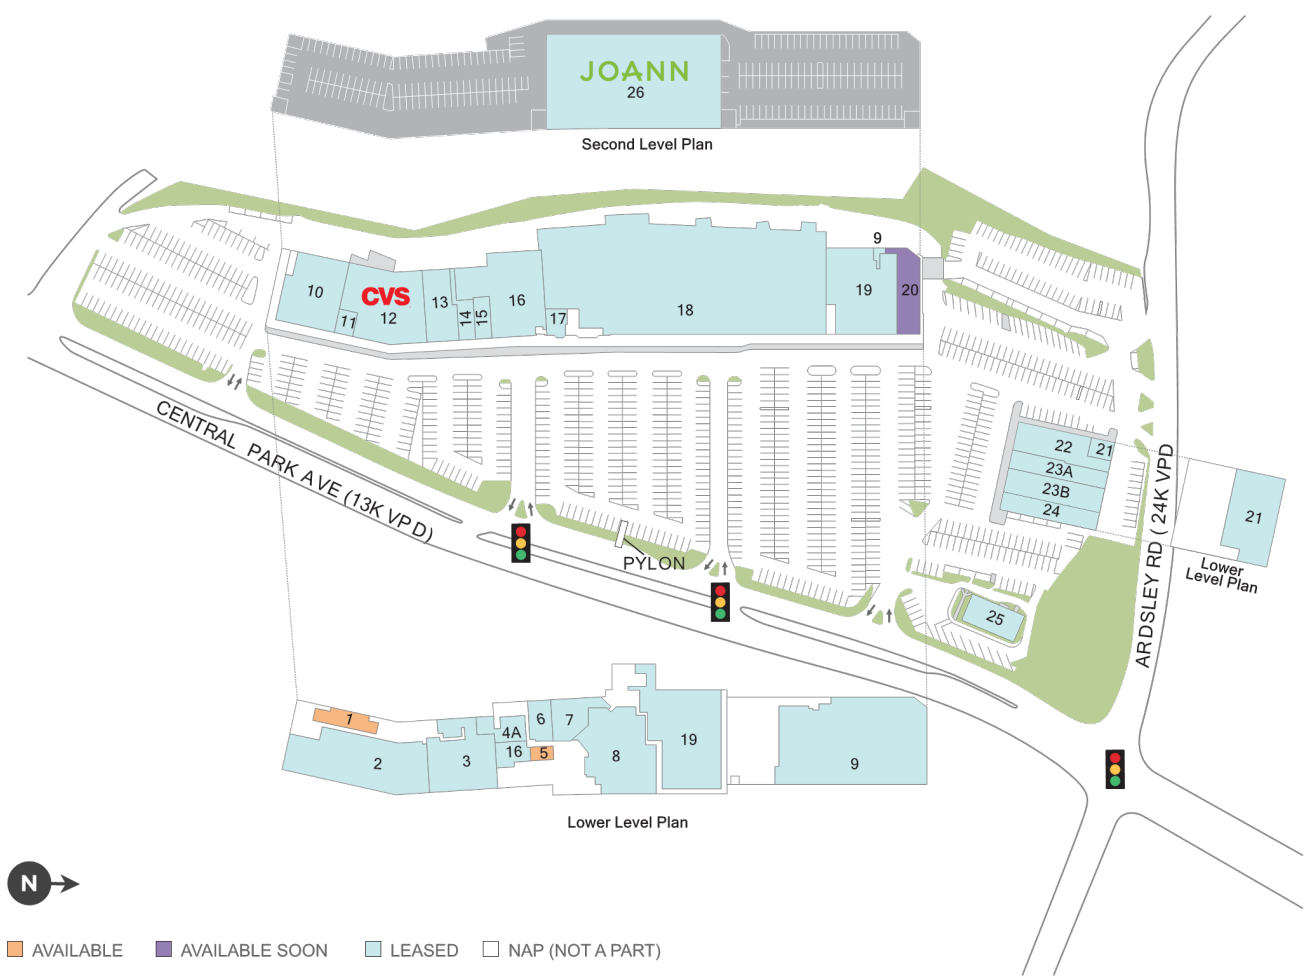 JOANN
26
Second Level Plan
9
10
CVS
11
12
13
14
15
16
17
18
19
20
CENTRAL PARK AVE (13K VPD)
PYLON
22
21
23A
23B
24
25
ARDSLEY RD ( 24K VPD
21
Lower
Level Plan
1
2
3
4A
16
5
6
7
8
19
9
Lower Level Plan
N
AVAILABLE
AVAILABLE SOON
LEASED
NAP (NOT A PART)